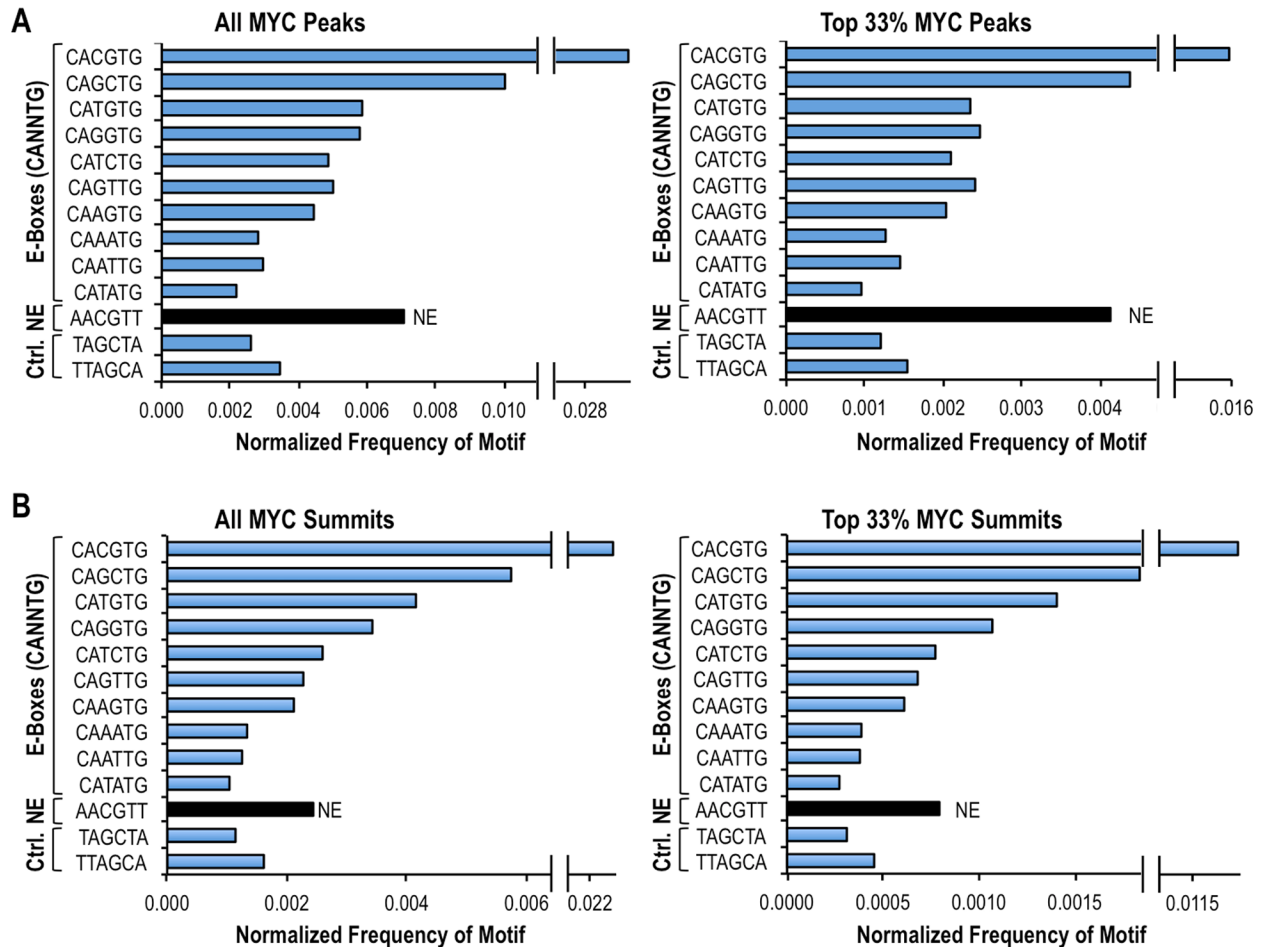 A
All MYC Peaks
E-Boxes (CANNTG)
CACGTG
CAGCTG
CATGTG
CAGGTG
CATCTG
CAGTTG
CAAGTG
CAAATG
CAATTG
CATATG
NE
AACGTT
NE
Ctrl.
TAGCTA
TTAGCA
0.000 0.002 0.004 0.006 0.008 0.010 0.028
Normalized Frequency of Motif
Top 33% MYC Peaks
E-Boxes (CANNTG)
CACGTG
CAGCTG
CATGTG
CAGGTG
CATCTG
CAGTTG
CAAGTG
CAAATG
CAATTG
CATATG
NE
AACGTT
NE
Ctrl.
TAGCTA
TTAGCA
0.000 0.001 0.002 0.003 0.004 0.016
Normalized Frequency of Motif
B
All MYC Summits
E-Boxes (CANNTG)
CACGTG
CAGCTG
CATGTG
CAGGTG
CATCTG
CAGTTG
CAAGTG
CAAATG
CAATTG
CATATG
NE
AACGTT
NE
Ctrl.
TAGCTA
TTAGCA
0.000 0.002 0.004 0.006 0.022
Normalized Frequency of Motif
Top 33% MYC Summits
E-Boxes (CANNTG)
CACGTG
CAGCTG
CATGTG
CAGGTG
CATCTG
CAGTTG
CAAGTG
CAAATG
CAATTG
CATATG
NE
AACGTT
NE
Ctrl.
TAGCTA
TTAGCA
0.0000 0.0005 0.0010 0.0015 0.0115
Normalized Frequency of Motif